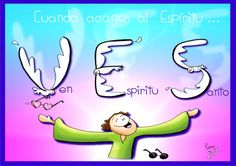 Cuando acoges al Espíritu ...
Ven Espiritu Santo